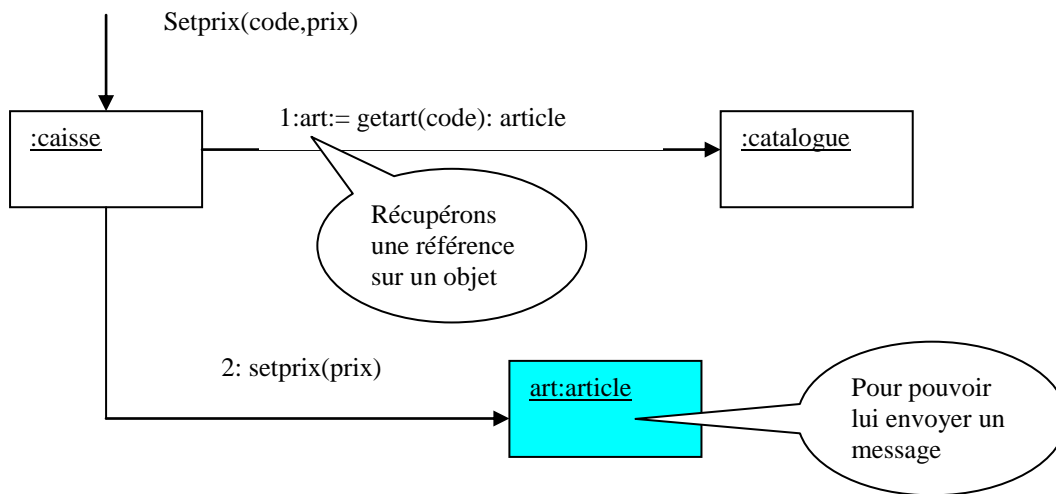 Setprix(code,prix)
:caisse
1:art:= getart(code): article
:catalogue
Récupérons
une référence
sur un objet
2: setprix(prix)
art:article
Pour pouvoir
lui envoyer un
message